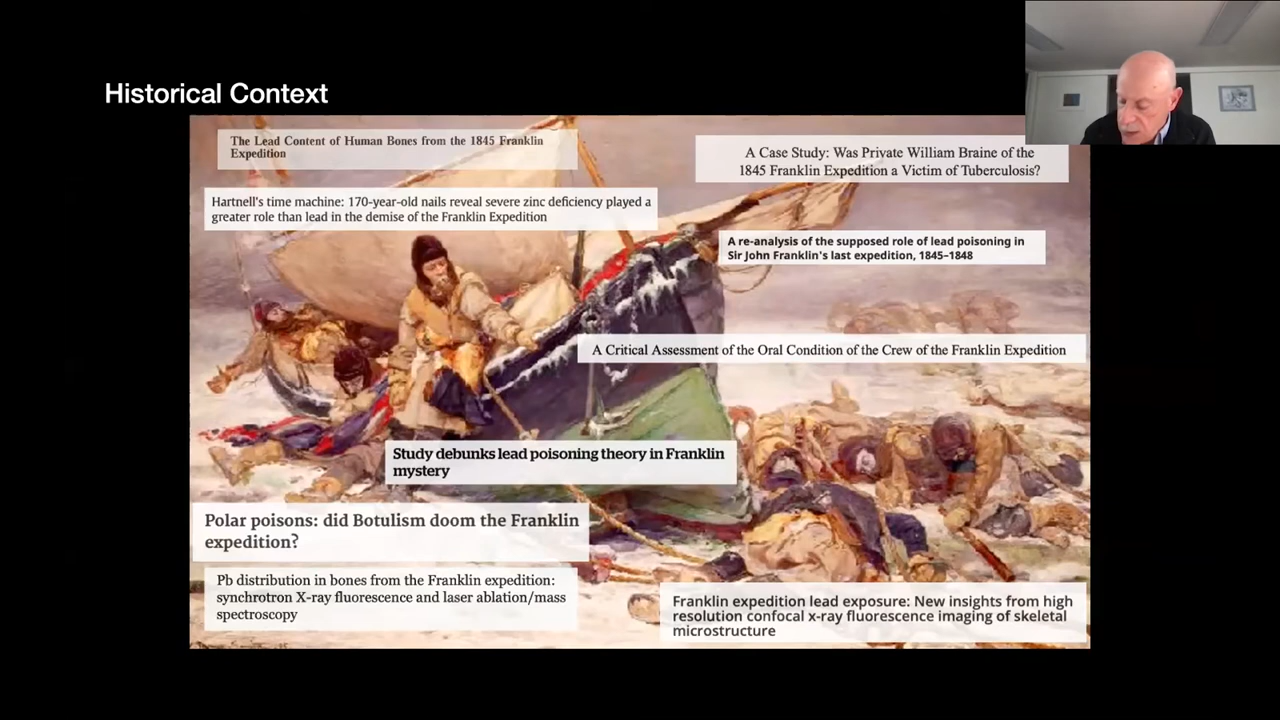 Historical Context
The Lead Content of Human Bones from the 1845 Franklin
Expedition
A Case Study: Was Private William Braine of the
1845 Franklin Expedition a Victim of Tuberculosis?
Hartnell's time machine: 170-year-old nails reveal severe zinc deficiency played a
greater role than lead in the demise of the Franklin Expedition
A re-analysis of the supposed role of lead poisoning in
Sir John Franklin's last expedition, 1845–1848
A Critical Assessment of the Oral Condition of the Crew of the Franklin Expedition
Study debunks lead poisoning theory in Franklin
mystery
Polar poisons: did Botulism doom the Franklin
expedition?
Pb distribution in bones from the Franklin expedition:
synchrotron X-ray fluorescence and laser ablation/mass
spectroscopy
Franklin expedition lead exposure: New insights from high
resolution confocal x-ray fluorescence imaging of skeletal
microstructure